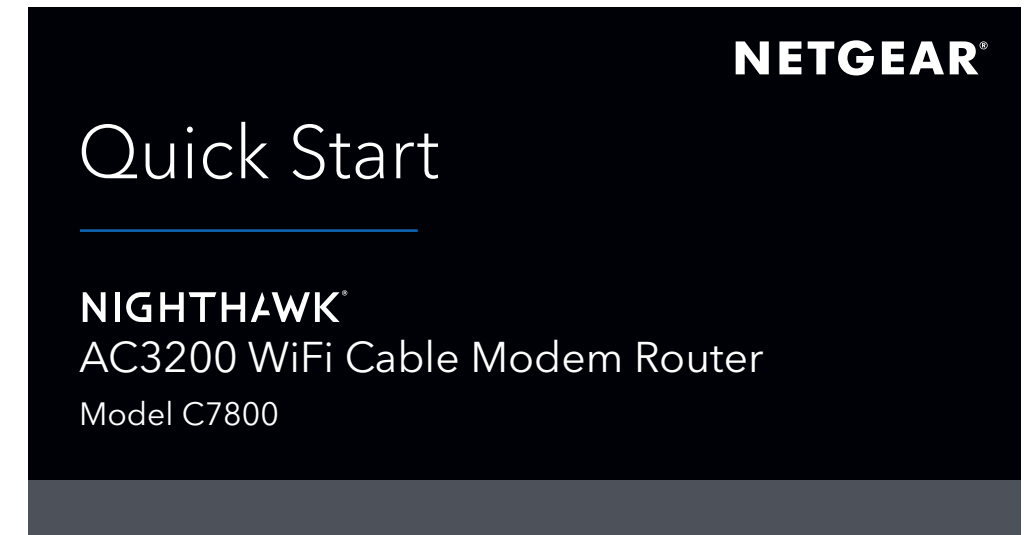 NETGEAR®
Quick Start
NIGHTHAWK®
AC3200 WiFi Cable Modem Router
Model C7800